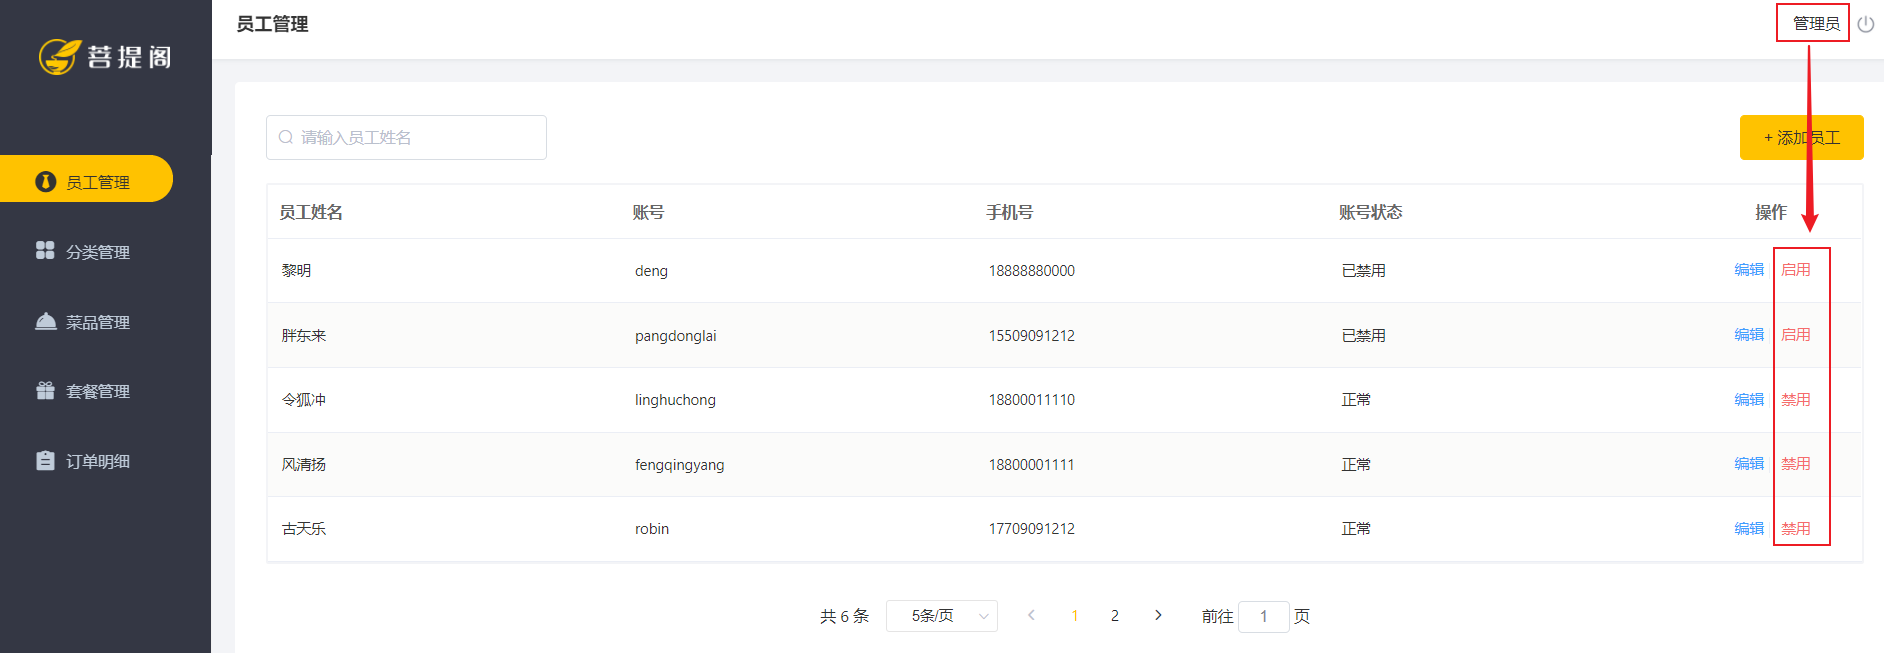 菩提阁
员工管理
管理员
员工管理
分类管理
菜品管理
套餐管理
订单明细
请输入员工姓名
+ 添加员工
员工姓名 账号 手机号 账号状态 操作
黎明 deng 18888880000 已禁用 编辑 启用
胖东来 pangdonglai 15509091212 已禁用 编辑 启用
令狐冲 linghuchong 18800011110 正常 编辑 禁用
风清扬 fengqingyang 18800001111 正常 编辑 禁用
古天乐 robin 17709091212 正常 编辑 禁用
共 6 条 5条/页 1 2 前往 1 页